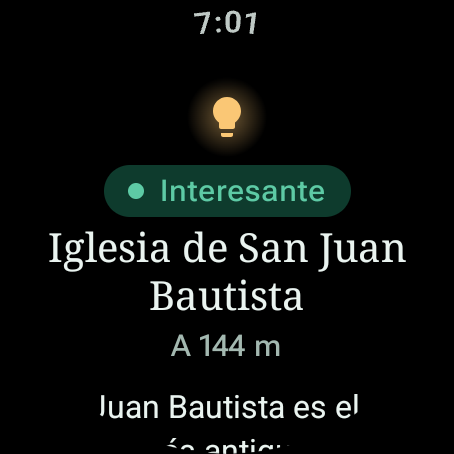 7:01
Interesante
Iglesia de San Juan
Bautista
A 144 m
Juan Bautista es el